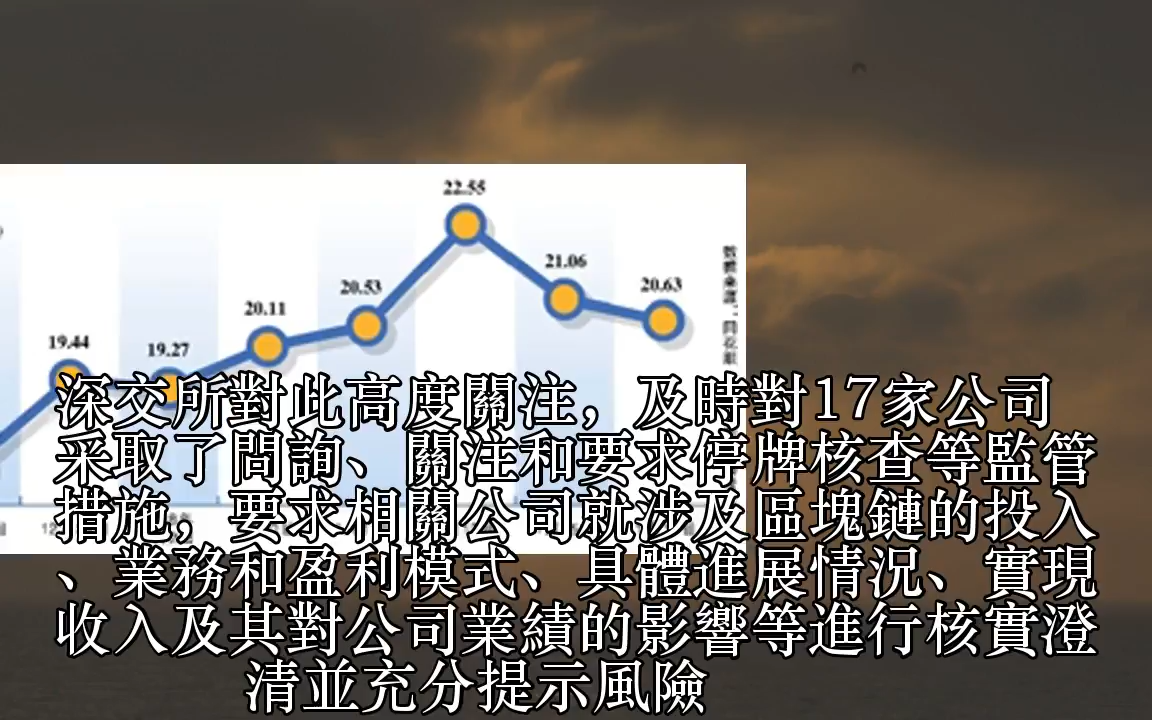 22.55
21.06
20.63
20.53
20.11
19.44
19.27
深交所對此高度關注，及時對17家公司
采取了問詢、關注和要求停牌核查等監管
措施，要求相關公司就涉及區塊鏈的投入
、業務和盈利模式、具體進展情況、實現
收入及其對公司業績的影響等進行核實澄
清並充分提示風險